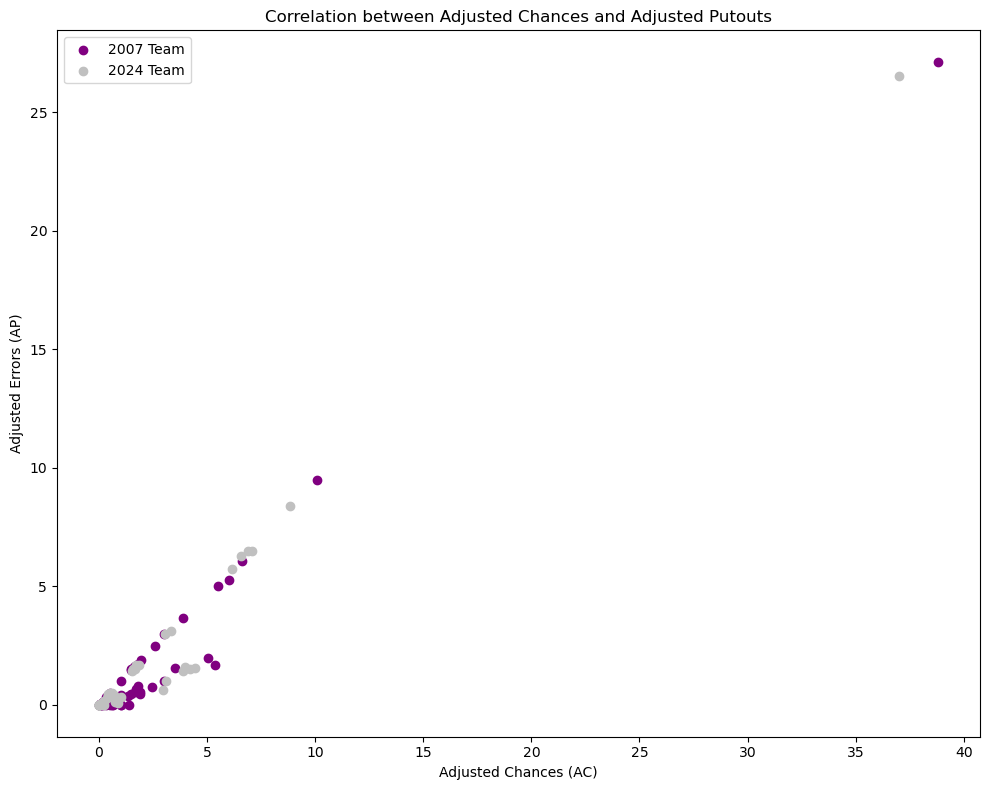 Correlation between Adjusted Chances and Adjusted Putouts
2007 Team
2024 Team
Adjusted Errors (AP)
25
20
15
10
5
0
0 5 10 15 20 25 30 35 40
Adjusted Chances (AC)